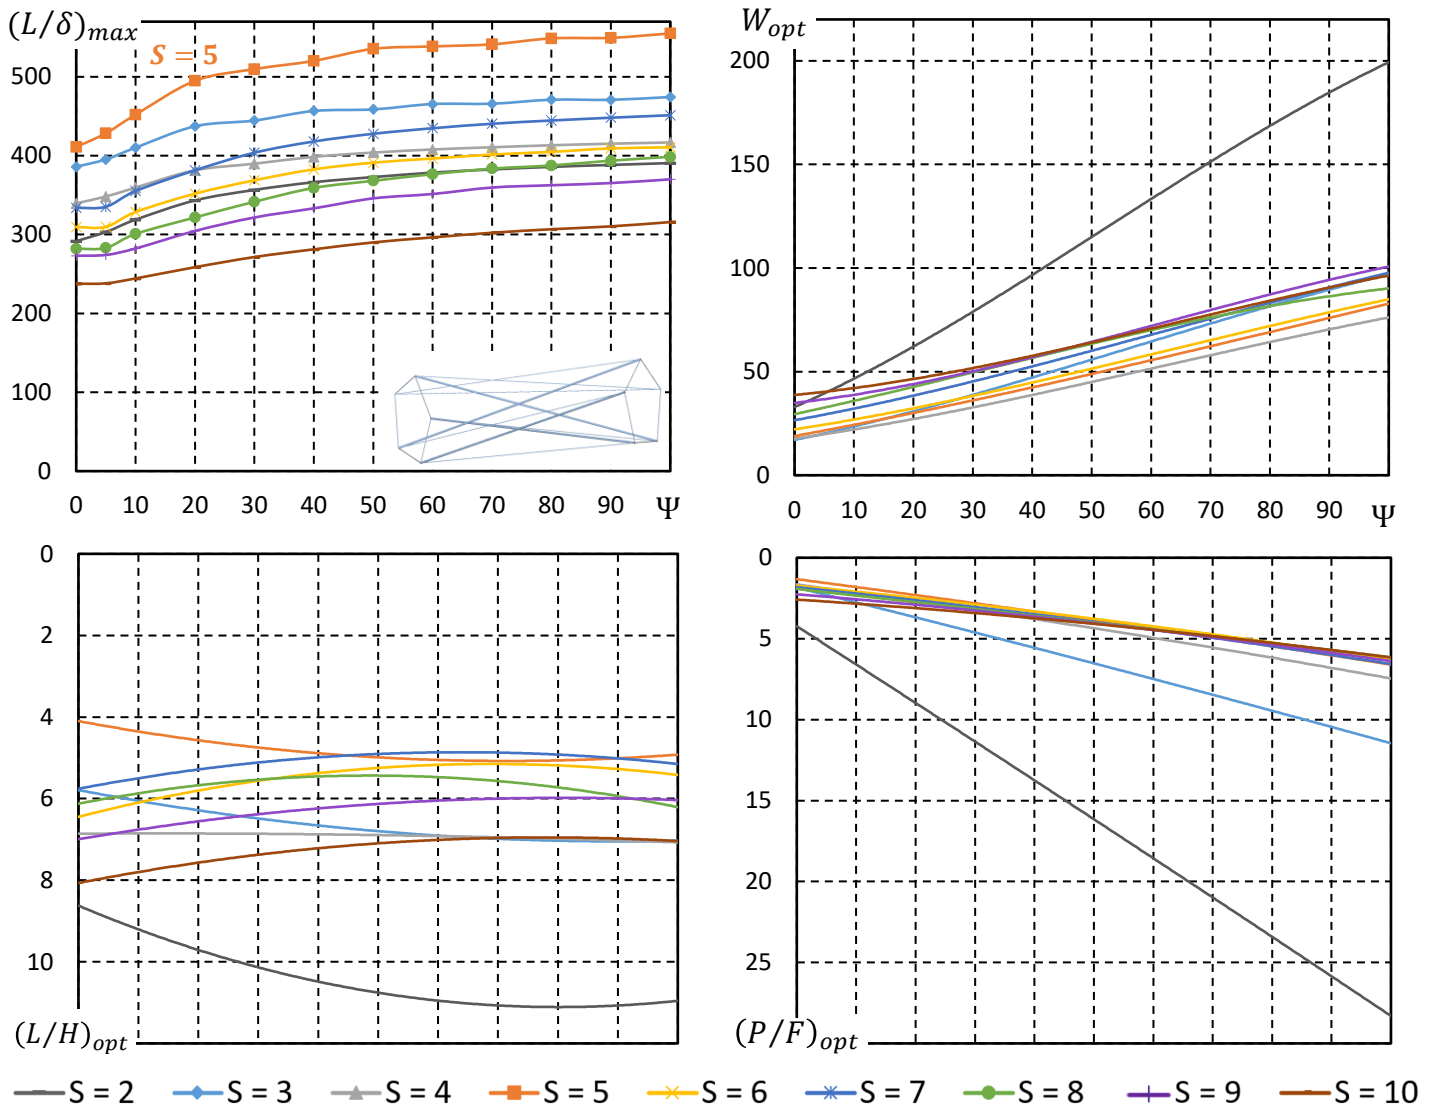 (L/δ)max
S = 5
500
400
300
200
100
0
0 10 20 30 40 50 60 70 80 90 Ψ
Wopt
200
150
100
50
0
0 10 20 30 40 50 60 70 80 90 Ψ
0
2
4
6
8
10
(L/H)opt
0
5
10
15
20
25
(P/F)opt
S = 2 S = 3 S = 4 S = 5 S = 6 S = 7 S = 8 S = 9 S = 10